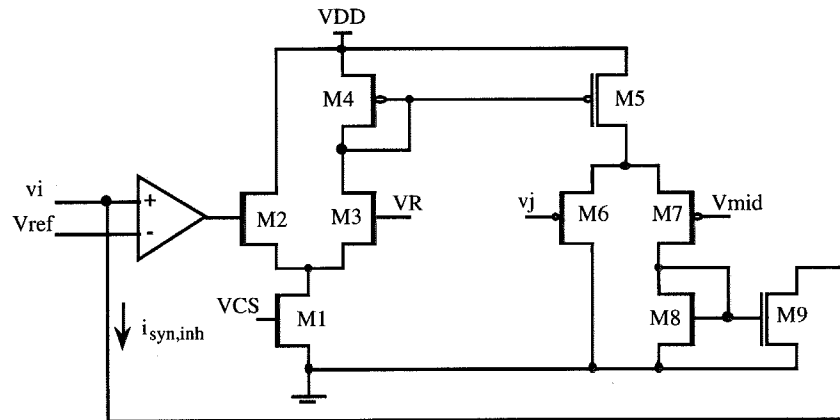 VDD
M4
M5
vi
Vref
+
-
M2
M3
VR
vj
M6
M7
Vmid
VCS
M1
i_syn,inh
M8
M9